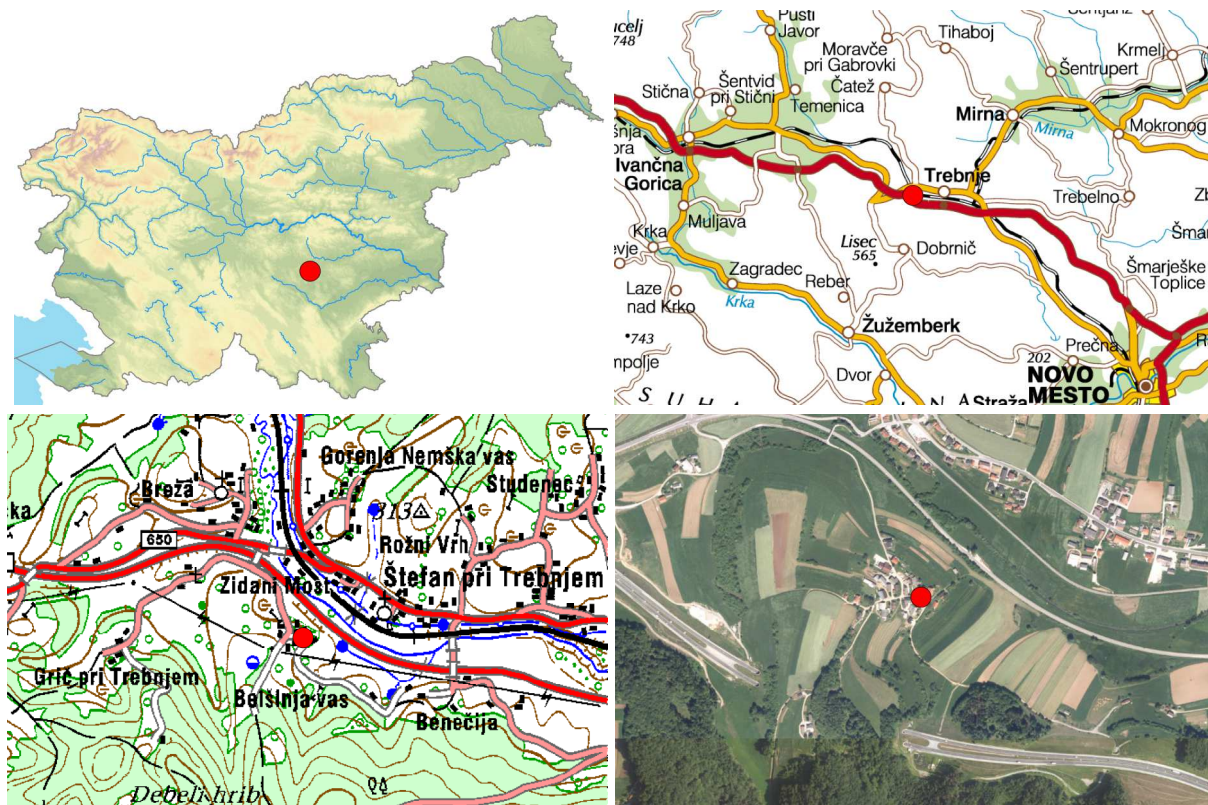 Pusti
Javor
748
Moravče
pri Gabrovki
Tihaboj
Krmelj
Šentrupert
Stična
Šentvid
pri Stični
Čatež
Temenica
Mirna
Mirna
Mokronog
Ivančna
Gorica
Trebnje
Trebelno
Muljava
Krka
Lisec
565
Dobrnič
Zagradec
Reber
Šmarješke
Toplice
Laze
nad Krko
Krka
743
Žužemberk
Prečna
202
NOVO
MESTO
Dvor
Straža
Gorenja Nemška vas
Breza
Studenec
313
650
Rožni Vrh
Zidani Most
Štefan pri Trebnjem
Grič pri Trebnjem
Belšinja vas
Benečija
Debeli hrib